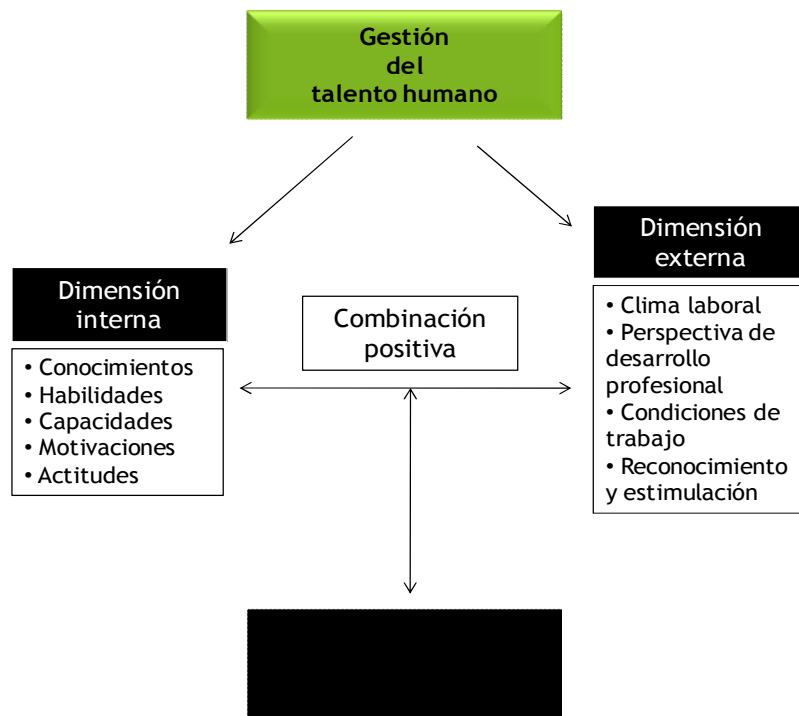 Gestión
del
talento humano
Dimensión
interna
• Conocimientos
• Habilidades
• Capacidades
• Motivaciones
• Actitudes
Combinación
positiva
Dimensión
externa
• Clima laboral
• Perspectiva de
desarrollo
profesional
• Condiciones de
trabajo
• Reconocimiento
y estimulación